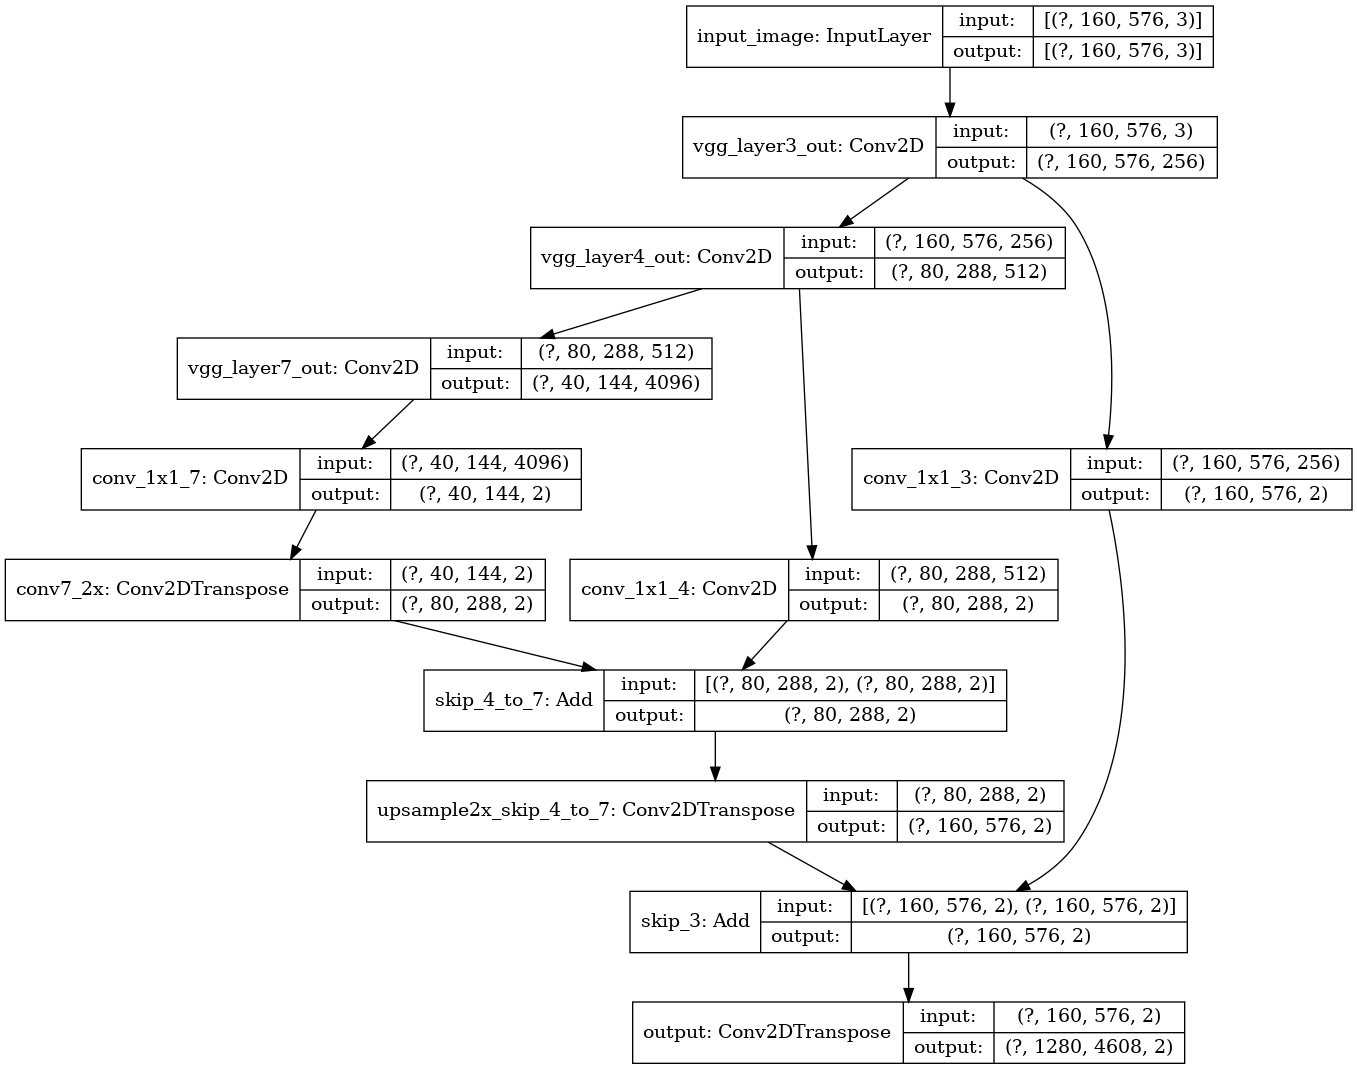 input_image: InputLayer
input: [(?, 160, 576, 3)]
output: [(?, 160, 576, 3)]
vgg_layer3_out: Conv2D
input: (?, 160, 576, 3)
output: (?, 160, 576, 256)
vgg_layer4_out: Conv2D
input: (?, 160, 576, 256)
output: (?, 80, 288, 512)
vgg_layer7_out: Conv2D
input: (?, 80, 288, 512)
output: (?, 40, 144, 4096)
conv_1x1_7: Conv2D
input: (?, 40, 144, 4096)
output: (?, 40, 144, 2)
conv_1x1_3: Conv2D
input: (?, 160, 576, 256)
output: (?, 160, 576, 2)
conv7_2x: Conv2DTranspose
input: (?, 40, 144, 2)
output: (?, 80, 288, 2)
conv_1x1_4: Conv2D
input: (?, 80, 288, 512)
output: (?, 80, 288, 2)
skip_4_to_7: Add
input: [(?, 80, 288, 2), (?, 80, 288, 2)]
output: (?, 80, 288, 2)
upsample2x_skip_4_to_7: Conv2DTranspose
input: (?, 80, 288, 2)
output: (?, 160, 576, 2)
skip_3: Add
input: [(?, 160, 576, 2), (?, 160, 576, 2)]
output: (?, 160, 576, 2)
output: Conv2DTranspose
input: (?, 160, 576, 2)
output: (?, 1280, 4608, 2)